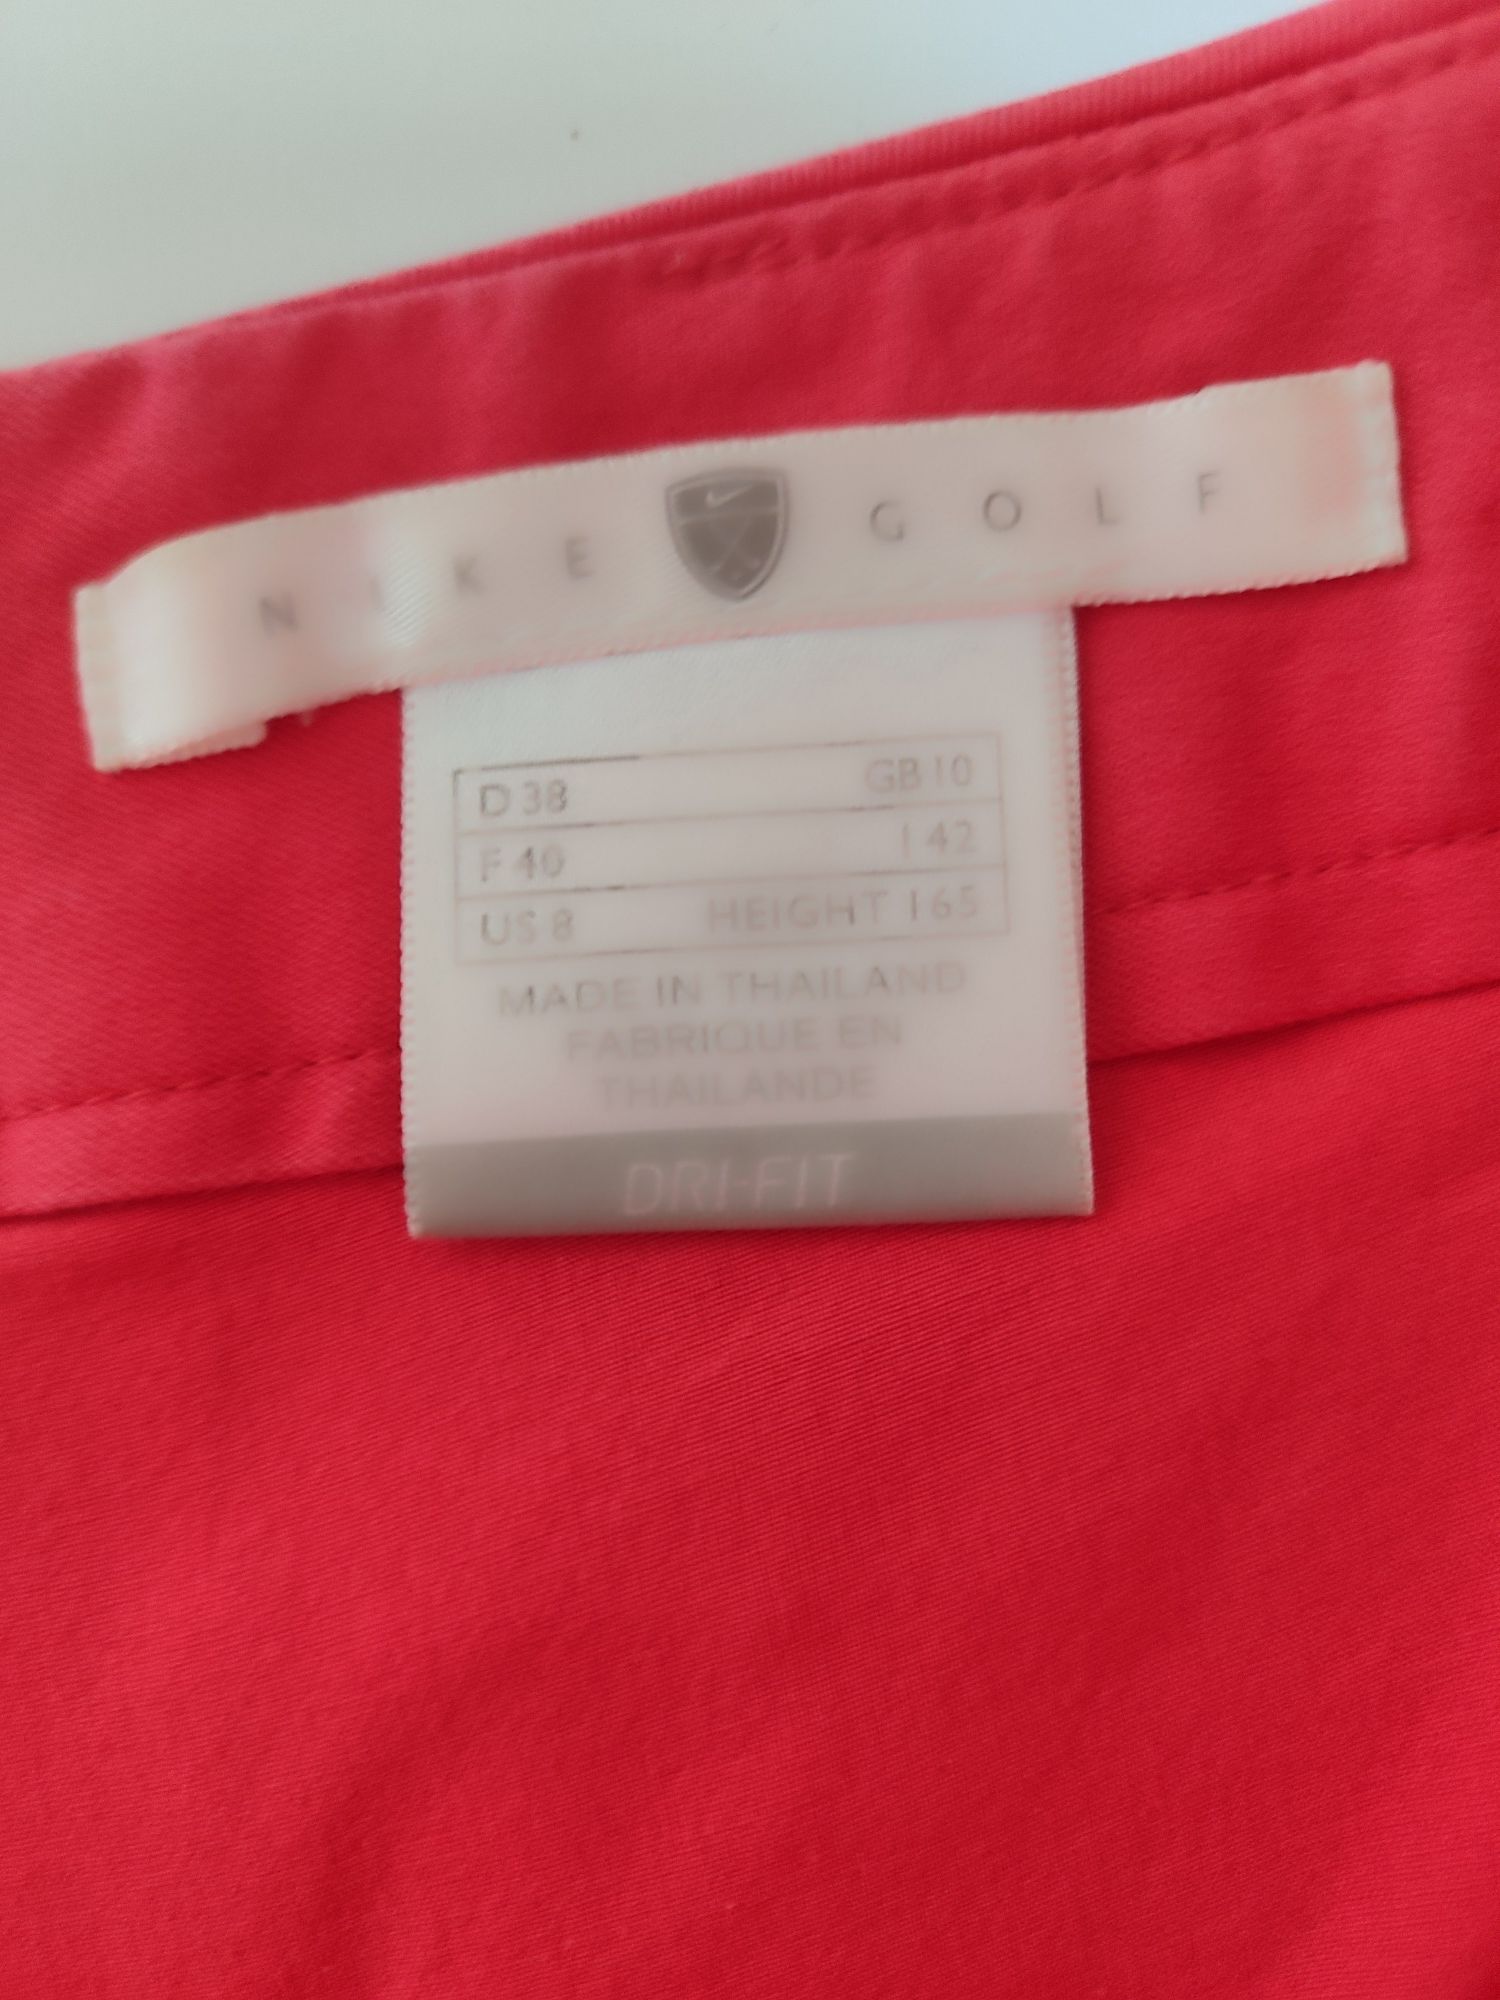 NIKE GOLF
D 38 GB 10
F 40 I 42
US 8 HEIGHT 165
MADE IN THAILAND
FABRIQUE EN
THAILANDE
DRI-FIT